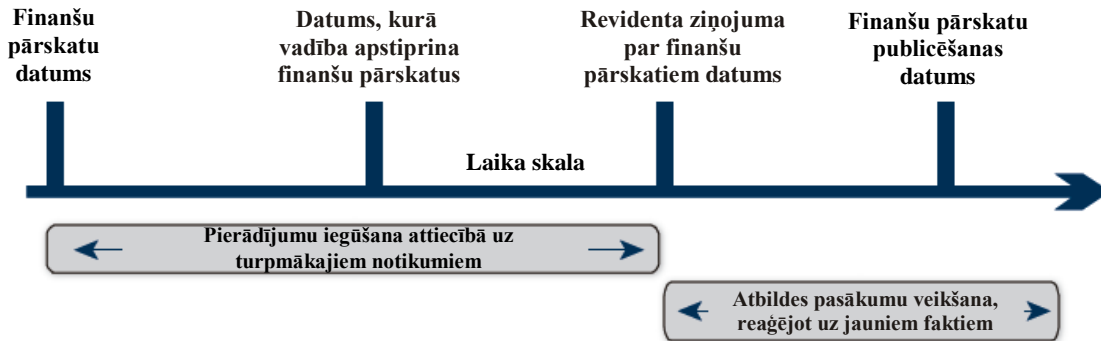 Finanšu
pārskatu
datums
Datums, kurā
vadība apstiprina
finanšu pārskatus
Revidenta ziņojuma
par finanšu
pārskatiem datums
Finanšu pārskatu
publicēšanas
datums
Laika skala
Pierādījumu iegūšana attiecībā uz
turpmākajiem notikumiem
Atbildes pasākumu veikšana,
reaģējot uz jauniem faktiem